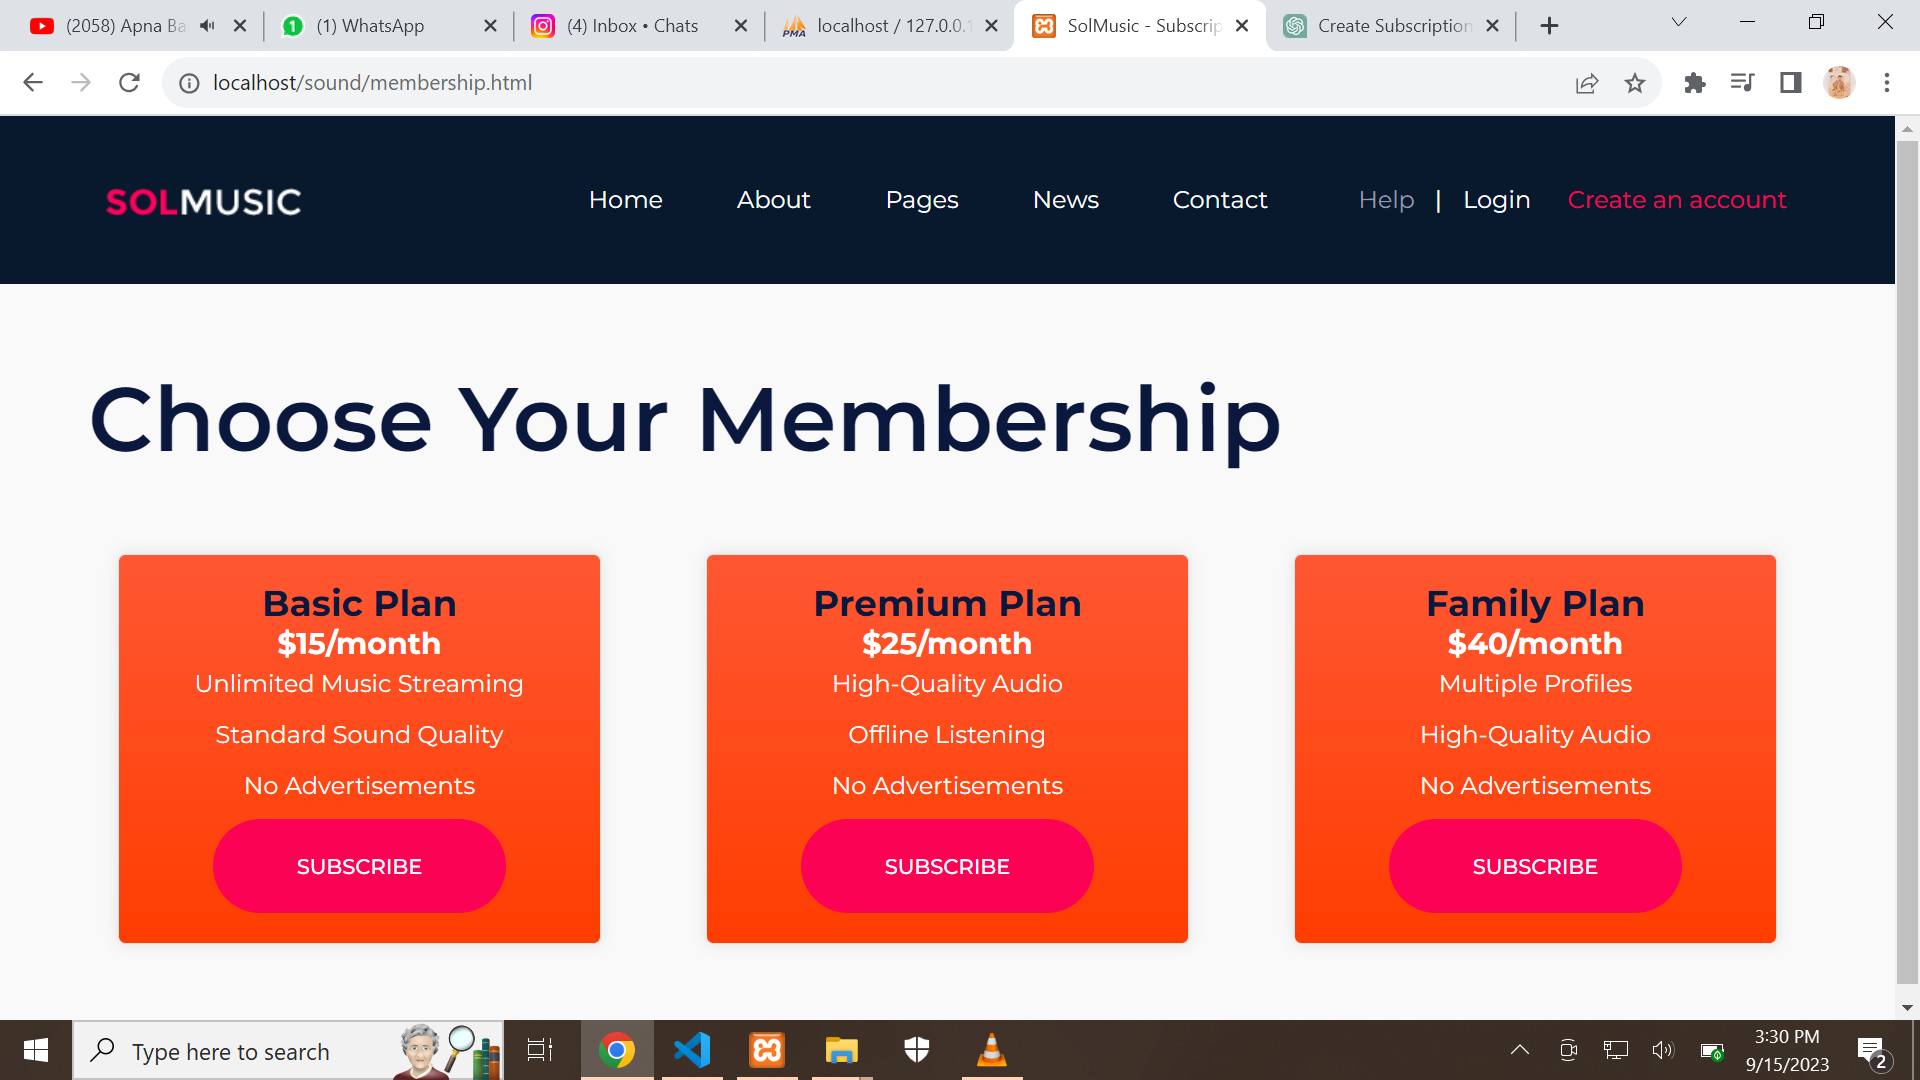 (2058) Apna Ba
(1) WhatsApp
(4) Inbox • Chats
localhost / 127.0.0.1
SolMusic - Subscrip
Create Subscription
localhost/sound/membership.html
SOLMUSIC
Home
About
Pages
News
Contact
Help | Login
Create an account
Choose Your Membership
Basic Plan
$15/month
Unlimited Music Streaming
Standard Sound Quality
No Advertisements
SUBSCRIBE
Premium Plan
$25/month
High-Quality Audio
Offline Listening
No Advertisements
SUBSCRIBE
Family Plan
$40/month
Multiple Profiles
High-Quality Audio
No Advertisements
SUBSCRIBE
Type here to search
3:30 PM
9/15/2023
2